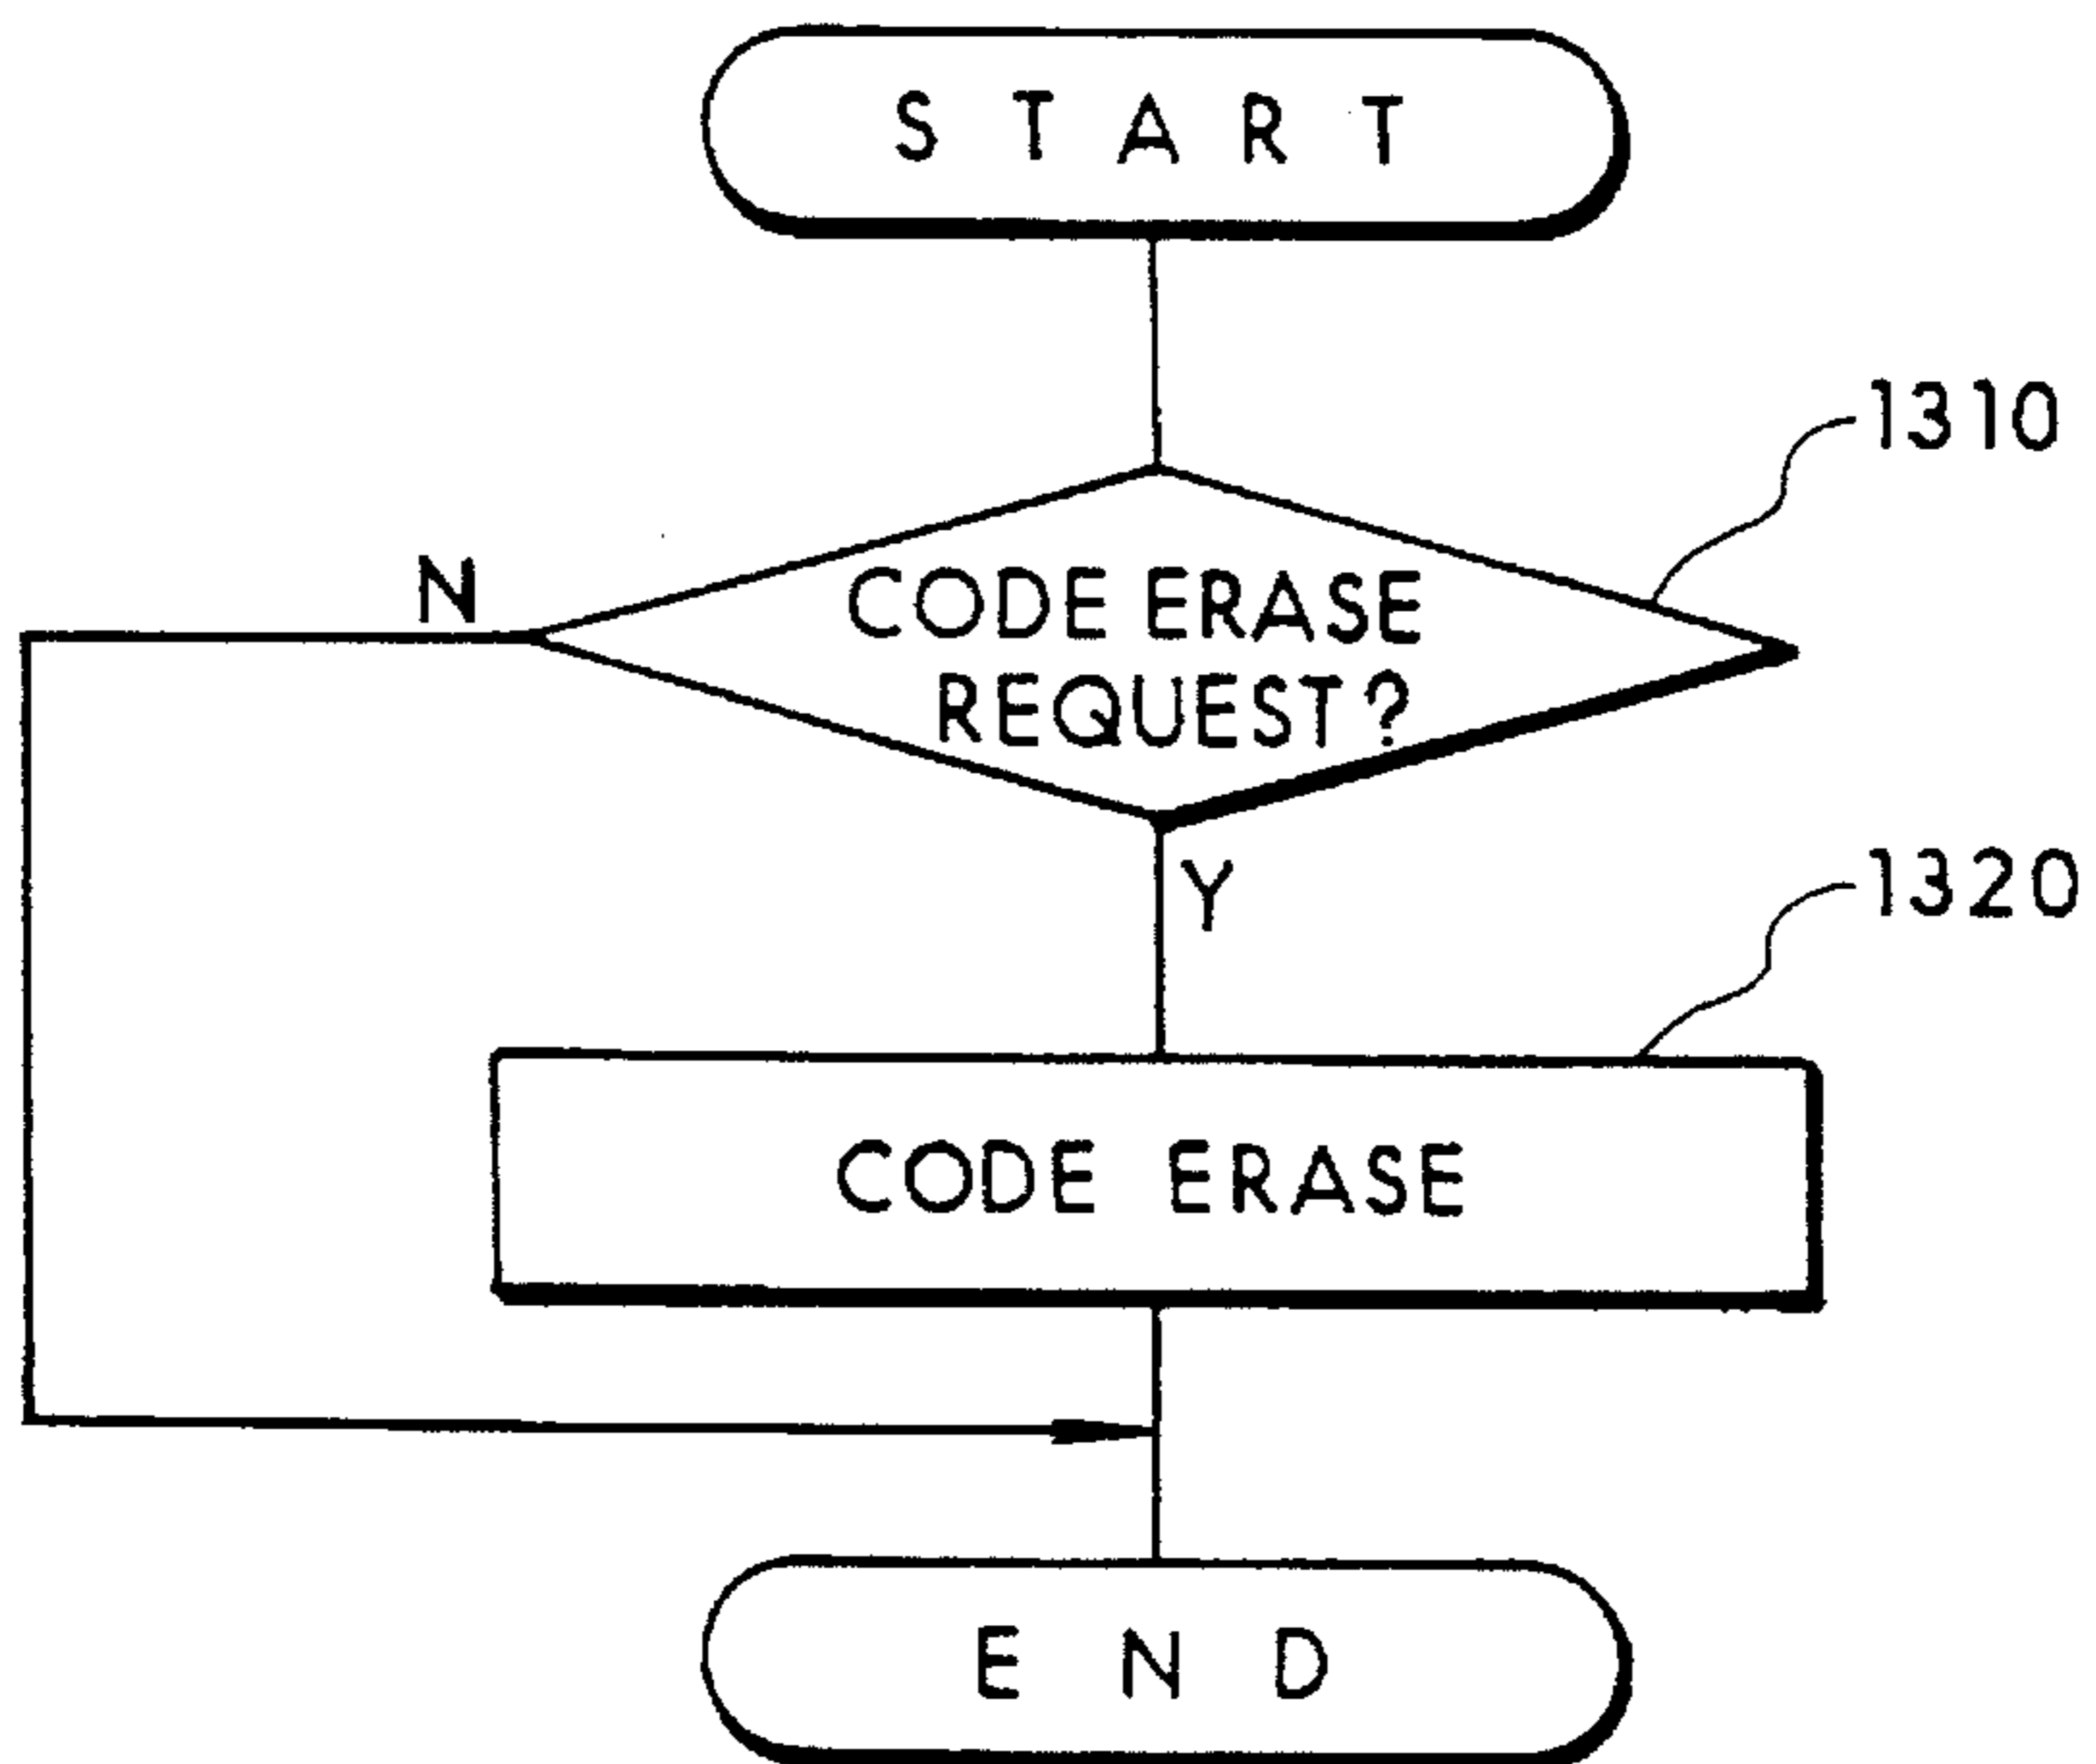 START
1310
N
CODE ERASE
REQUEST?
Y
1320
CODE ERASE
END